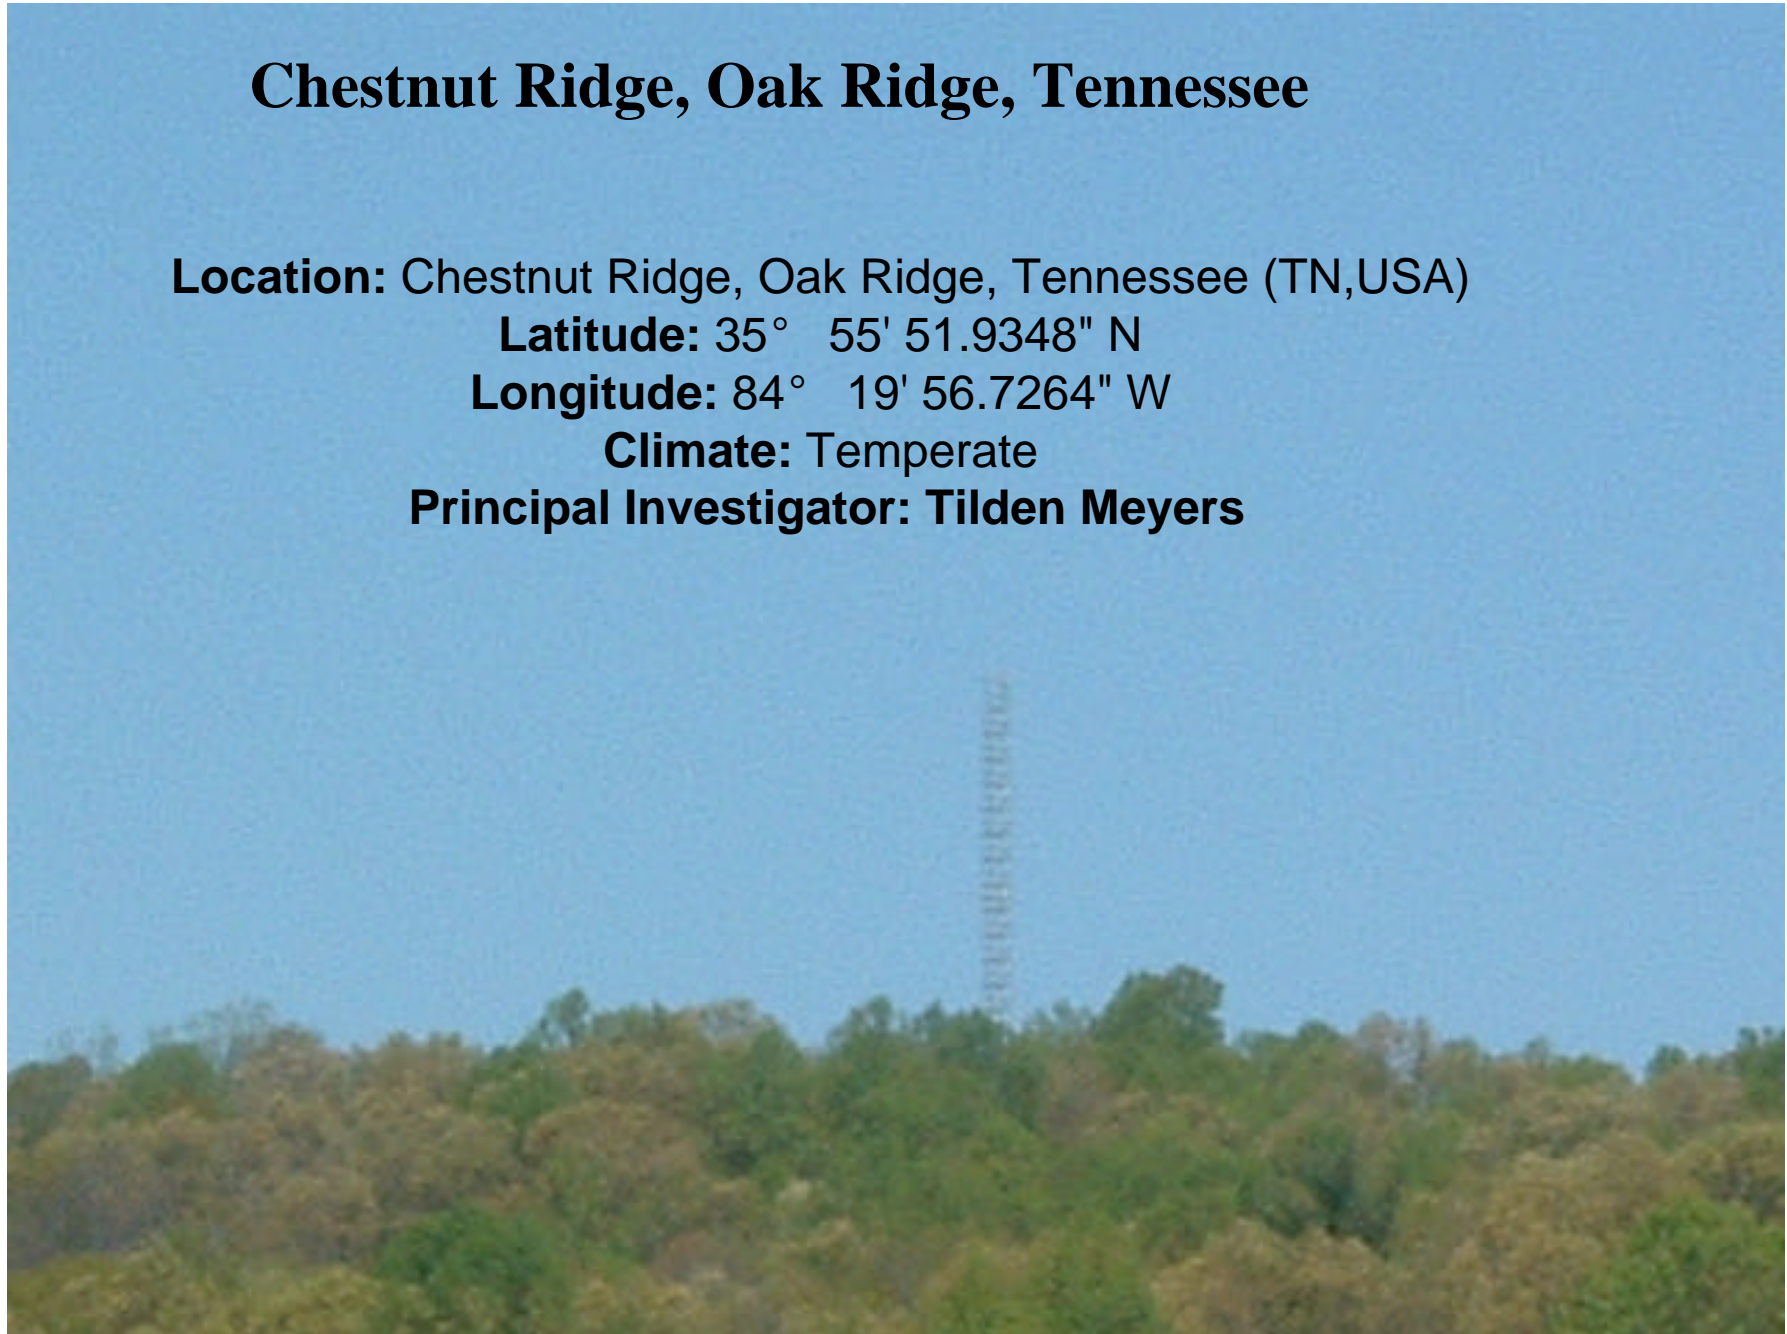 Chestnut Ridge, Oak Ridge, Tennessee
Location: Chestnut Ridge, Oak Ridge, Tennessee (TN,USA)
Latitude: 35° 55' 51.9348" N
Longitude: 84° 19' 56.7264" W
Climate: Temperate
Principal Investigator: Tilden Meyers